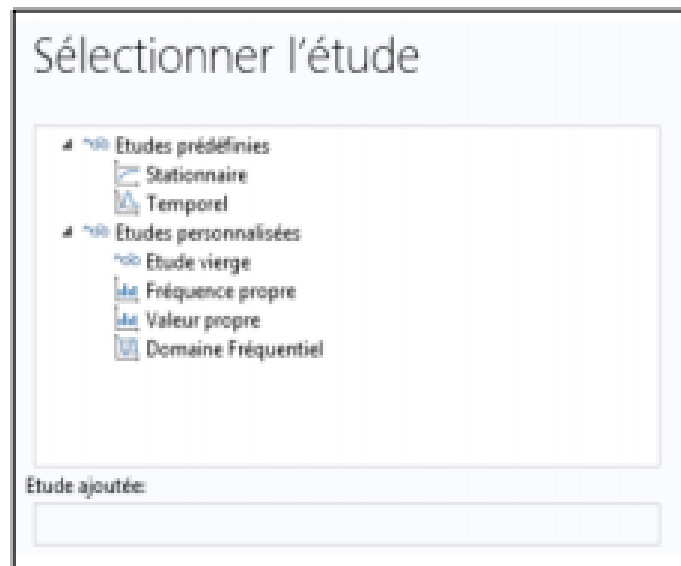 Sélectionner l'étude
Etudes prédéfinies
Stationnaire
Temporel
Etudes personnalisées
Etude vierge
Fréquence propre
Valeur propre
Domaine Fréquentiel
Etude ajoutée: